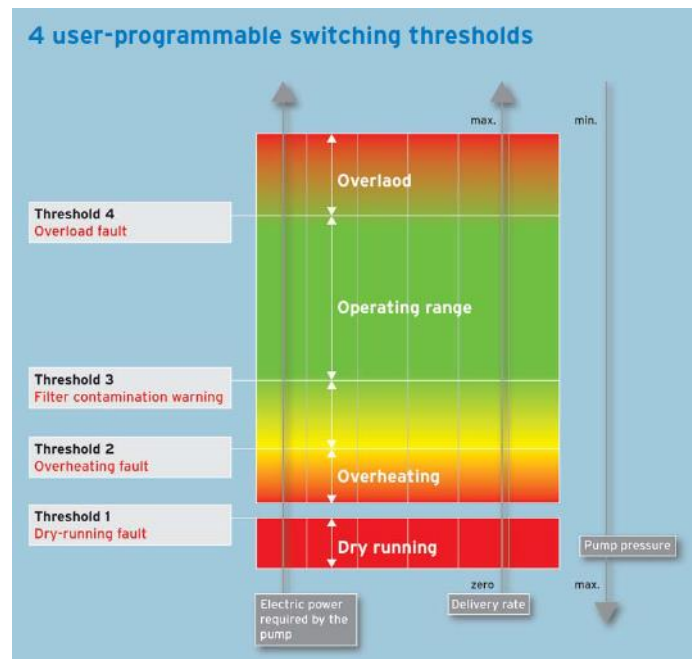 4 user-programmable switching thresholds
max.
min.
Overlaod
Threshold 4
Overload fault
Operating range
Threshold 3
Filter contamination warning
Threshold 2
Overheating fault
Overheating
Threshold 1
Dry-running fault
Dry running
Pump pressure
zero
max.
Electric power
required by the
pump
Delivery rate